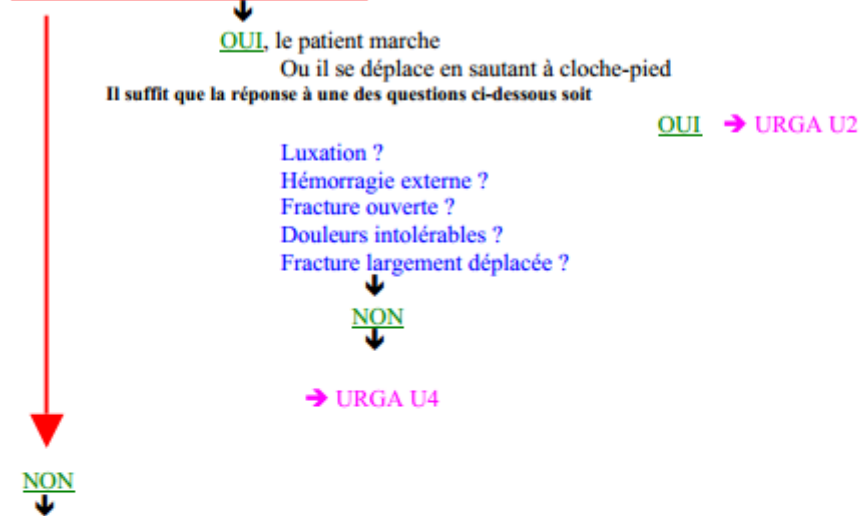 OUI, le patient marche
Ou il se déplace en sautant à cloche-pied
Il suffit que la réponse à une des questions ci-dessous soit
OUI ➔ URGA U2
Luxation ?
Hémorragie externe ?
Fracture ouverte ?
Douleurs intolérables ?
Fracture largement déplacée ?
NON
➔ URGA U4
NON